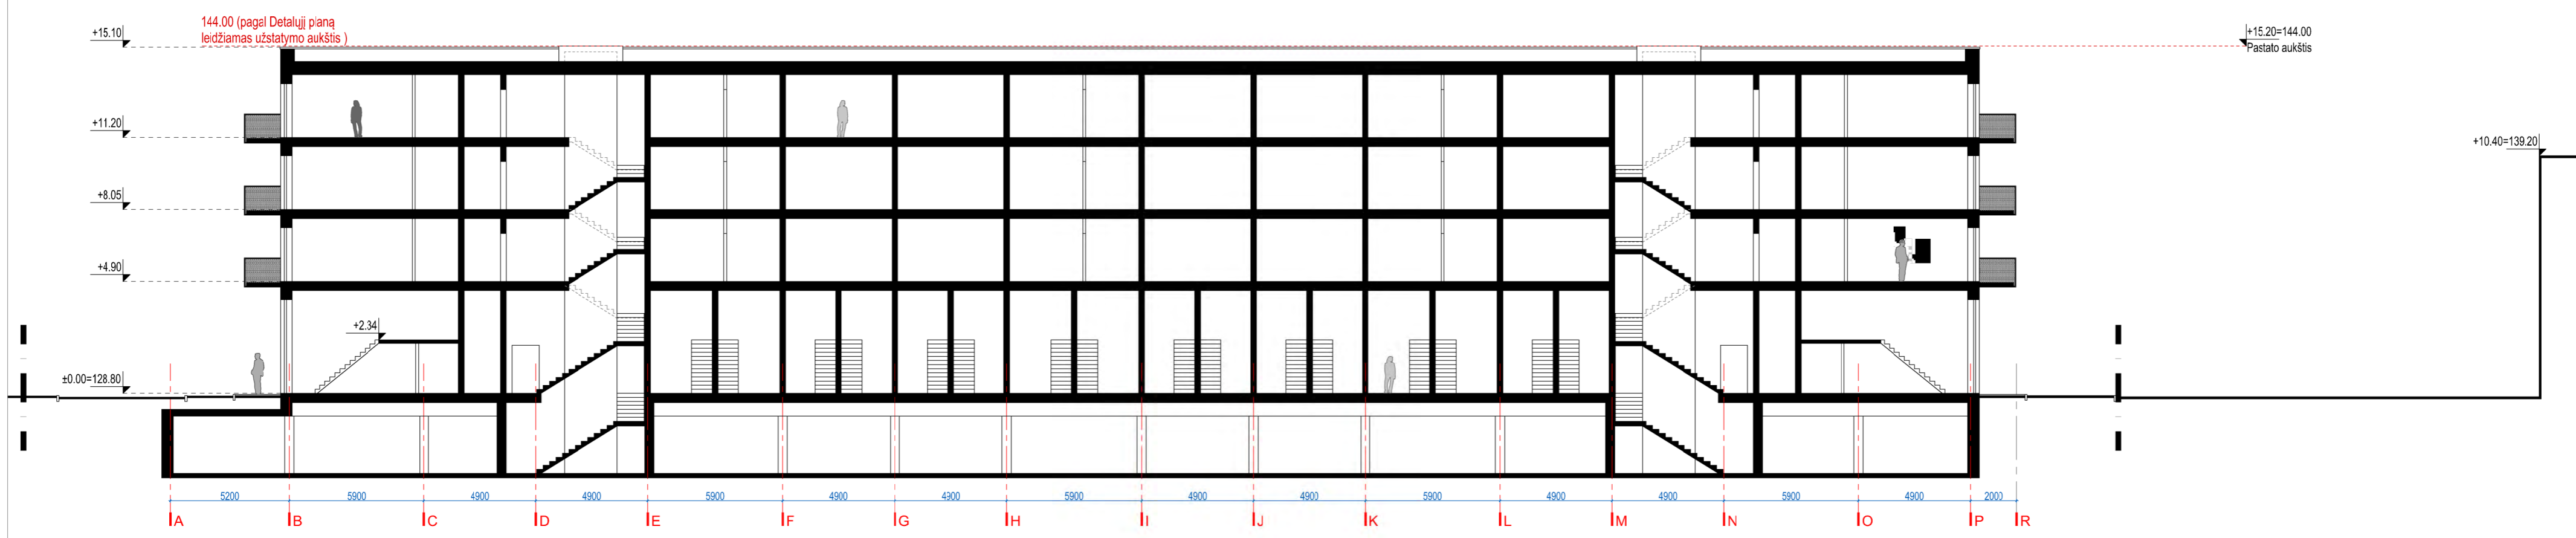 144.00 (pagal Detalųjį planą
leidžiamas užstatymo aukštis )
+15.10
+15.20=144.00
Pastato aukštis
+11.20
+10.40=139.20
+8.05
+4.90
+2.34
±0.00=128.80
5200 5900 4900 4900 5900 4900 4900 5900 4900 4900 5900 4900 4900 5900 4900 2000
A B C D E F G H I J K L M N O P R